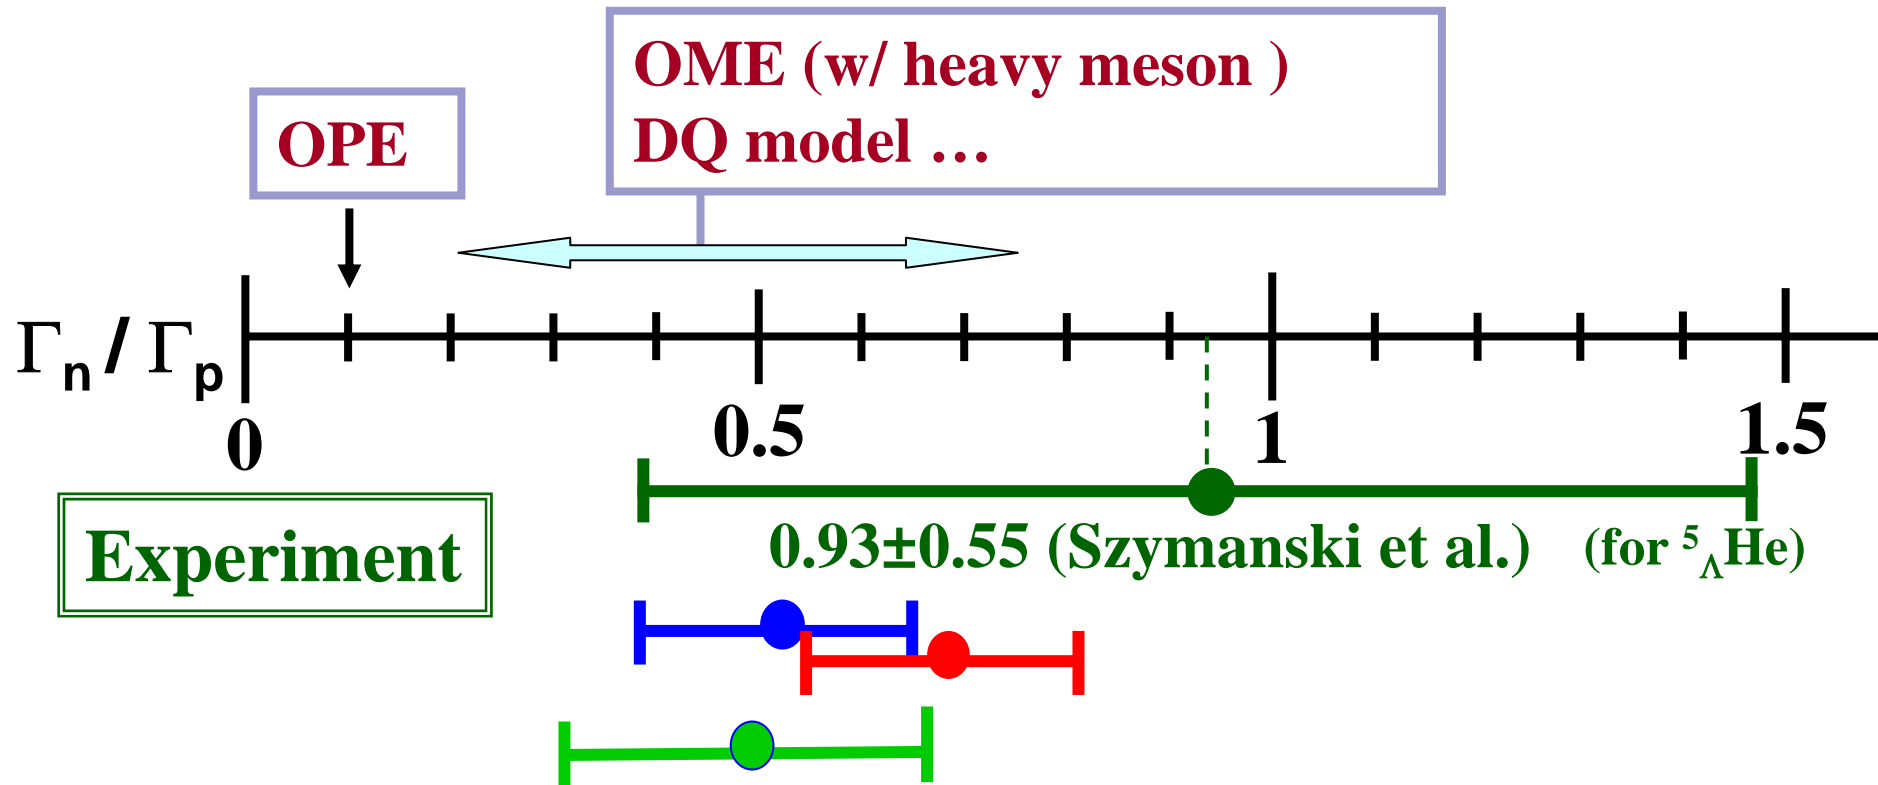 OME (w/ heavy meson )
DQ model …
OPE
Γn / Γp
0
0.5
1
1.5
Experiment
0.93±0.55 (Szymanski et al.) (for ⁵ΛHe)